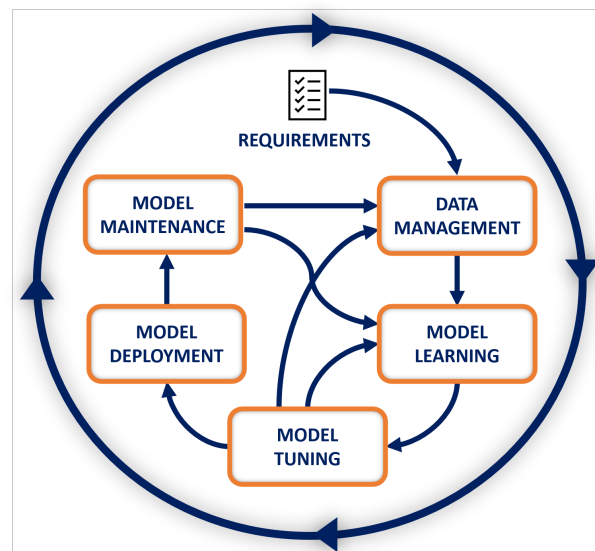 REQUIREMENTS
MODEL
MAINTENANCE
DATA
MANAGEMENT
MODEL
DEPLOYMENT
MODEL
LEARNING
MODEL
TUNING